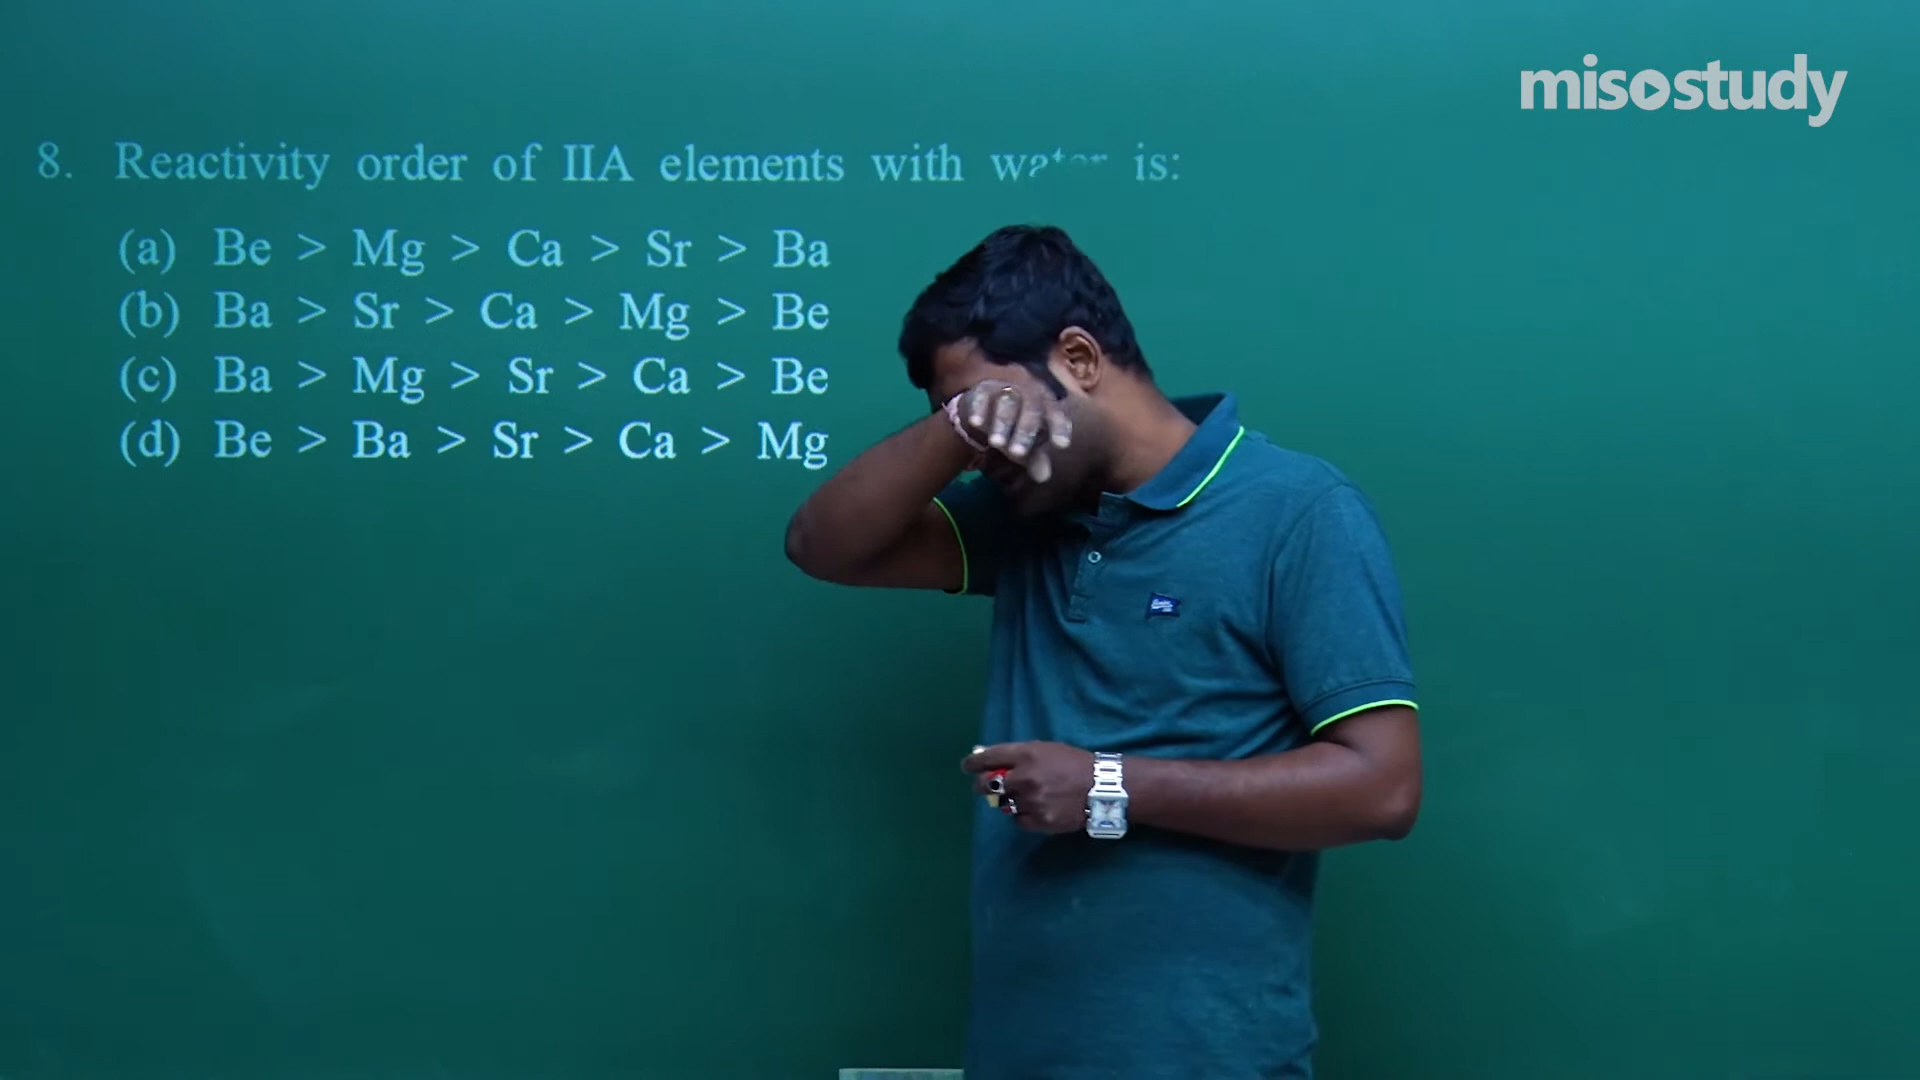 misostudy
8. Reactivity order of IIA elements with water is:
(a) Be > Mg > Ca > Sr > Ba
(b) Ba > Sr > Ca > Mg > Be
(c) Ba > Mg > Sr > Ca > Be
(d) Be > Ba > Sr > Ca > Mg